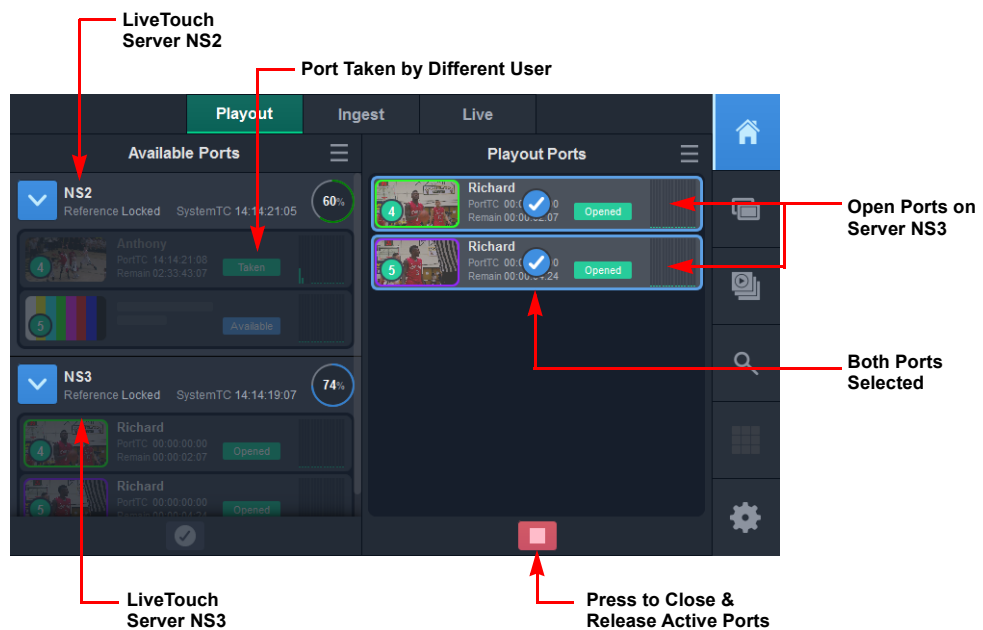 LiveTouch
Server NS2
Port Taken by Different User
Playout
Ingest
Live
Available Ports
Playout Ports
NS2
Reference Locked SystemTC 14:14:21:05
60%
4
Anthony
PortTC 14:14:21:08
Remain 02:33:43:07
Taken
5
Available
NS3
Reference Locked SystemTC 14:14:19:07
74%
4
Richard
PortTC 00:00:00:00
Remain 00:00:02:07
Opened
5
Richard
PortTC 00:00:00:00
Opened
4
Richard
PortTC
Remain
Opened
5
Richard
PortTC
Remain
Opened
Open Ports on
Server NS3
Both Ports
Selected
LiveTouch
Server NS3
Press to Close &
Release Active Ports